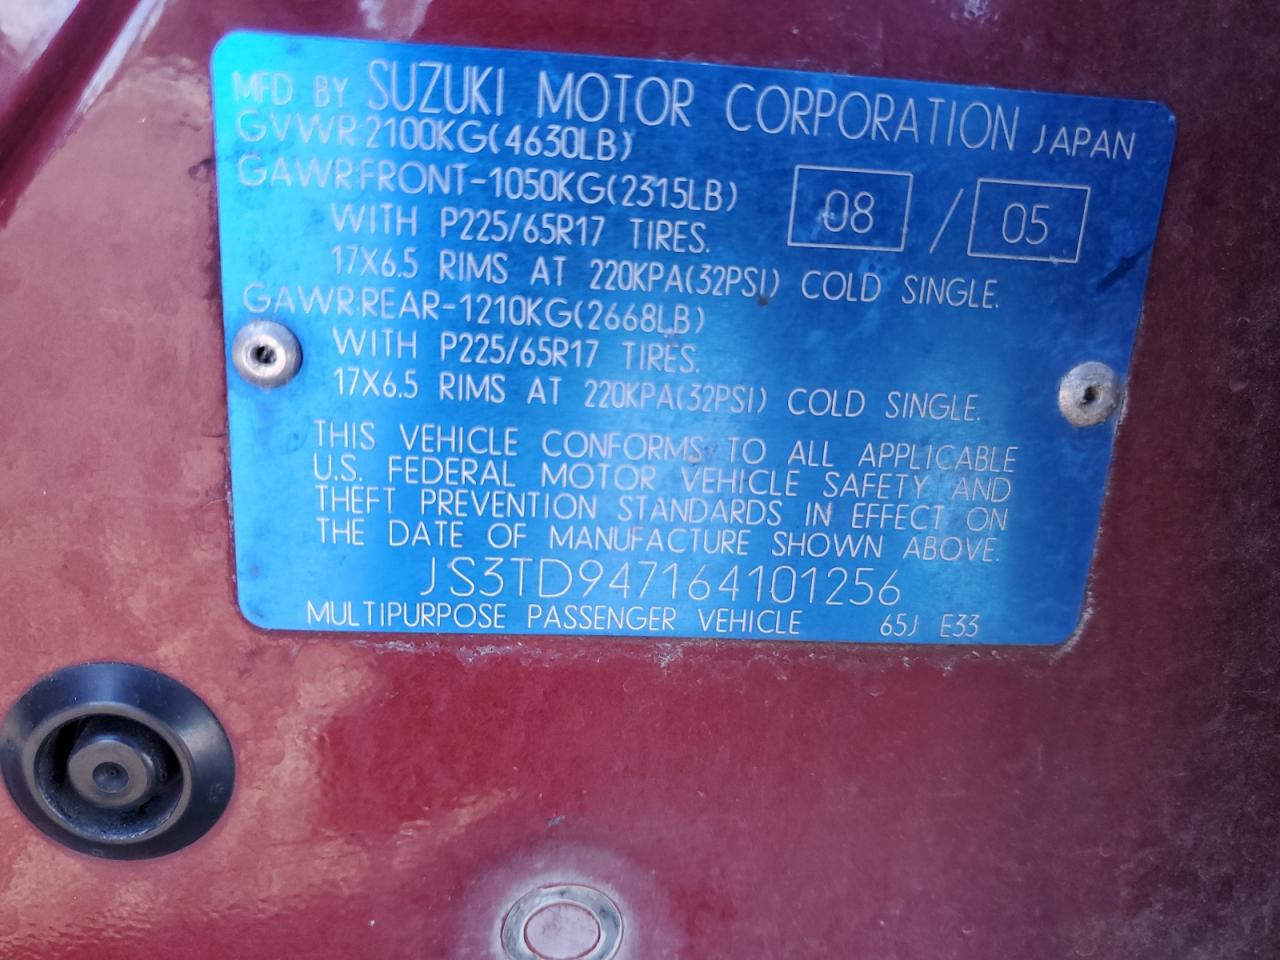 MFD BY SUZUKI MOTOR CORPORATION JAPAN
GVWR:2100KG(4630LB)
GAWR:FRONT-1050KG(2315LB)
08 / 05
WITH P225/65R17 TIRES.
17X6.5 RIMS AT 220KPA(32PSI) COLD SINGLE.
GAWR:REAR-1210KG(2668LB)
WITH P225/65R17 TIRES.
17X6.5 RIMS AT 220KPA(32PSI) COLD SINGLE.
THIS VEHICLE CONFORMS TO ALL APPLICABLE
U.S. FEDERAL MOTOR VEHICLE SAFETY AND
THEFT PREVENTION STANDARDS IN EFFECT ON
THE DATE OF MANUFACTURE SHOWN ABOVE.
JS3TD947164101256
MULTIPURPOSE PASSENGER VEHICLE 65J E33